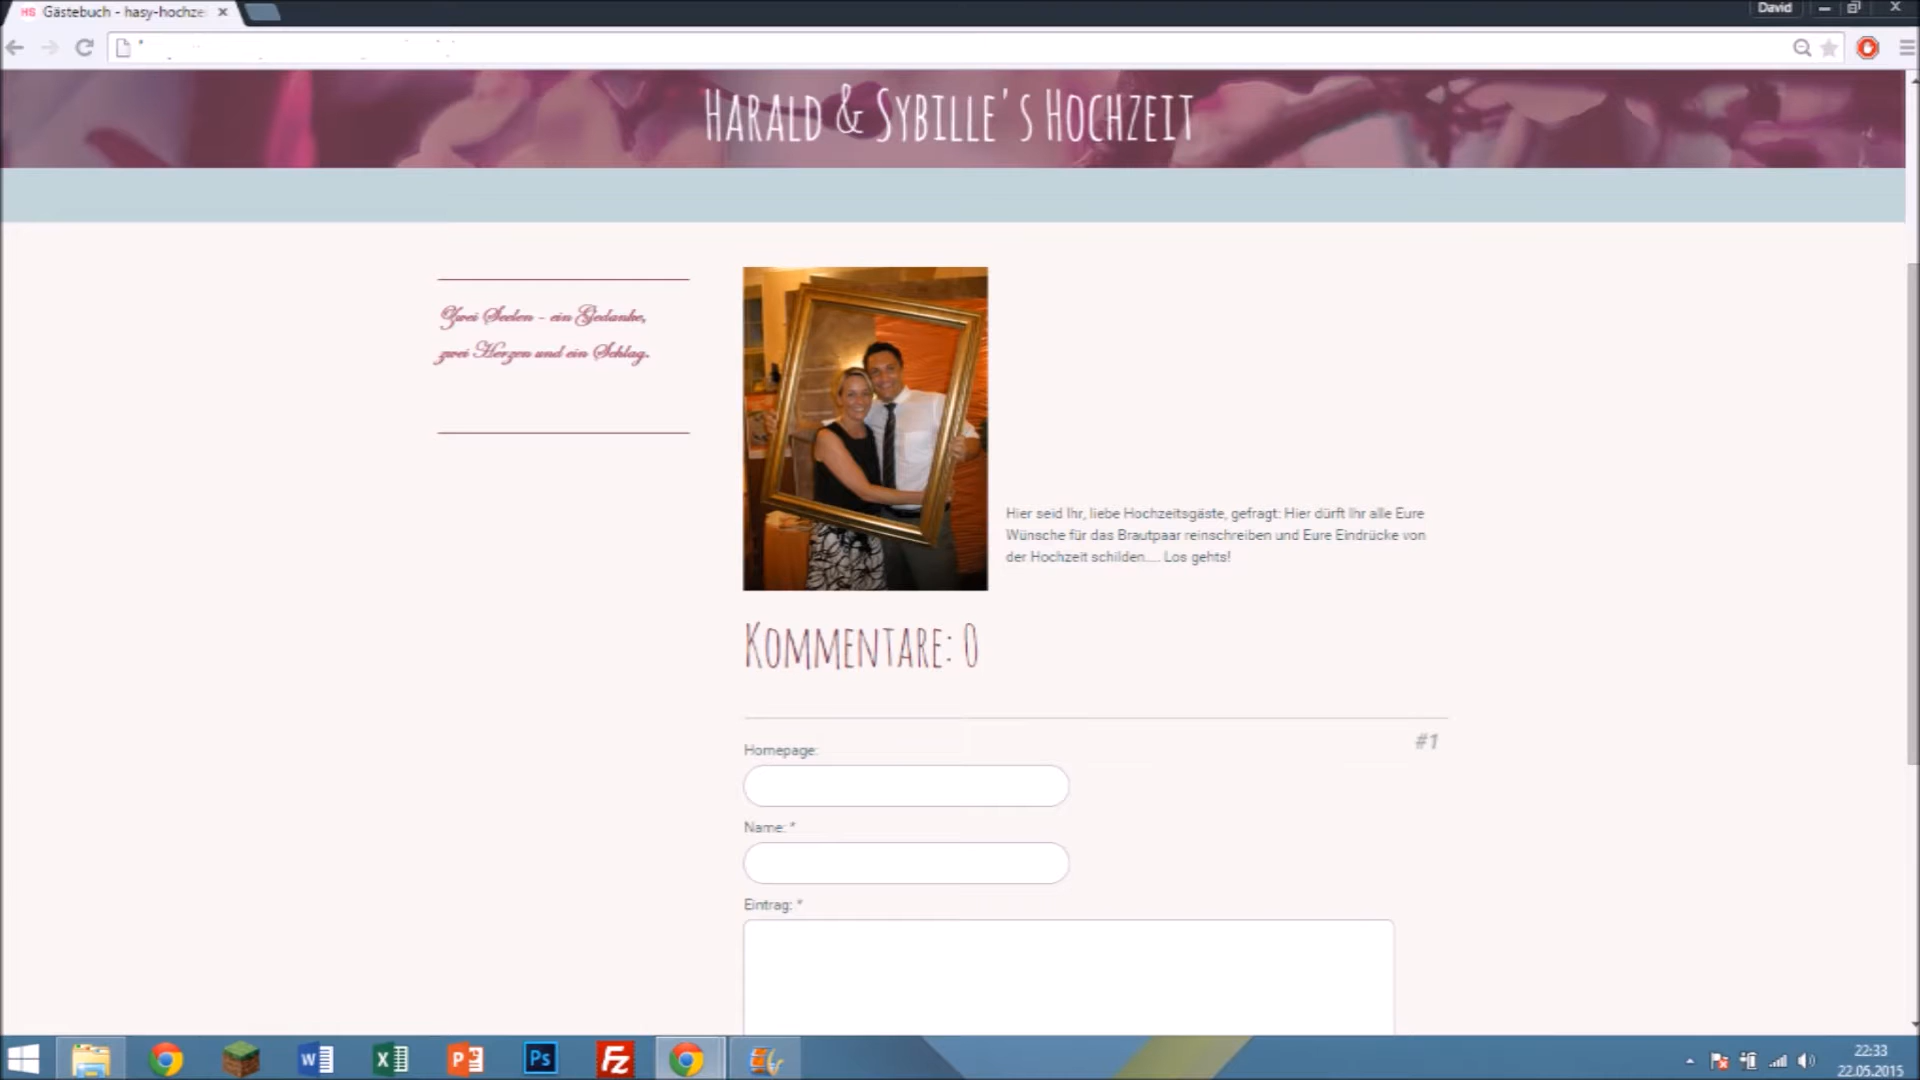 Gästebuch - hasy-hochze
David
Harald & Sybille's Hochzeit
Zwei Seelen - ein Gedanke,
zwei Herzen und ein Schlag.
Hier seid Ihr, liebe Hochzeitsgäste, gefragt: Hier dürft Ihr alle Eure
Wünsche für das Brautpaar reinschreiben und Eure Eindrücke von
der Hochzeit schilden.... Los gehts!
Kommentare: 0
#1
Homepage:
Name: *
Eintrag: *
22:33
22.05.2015